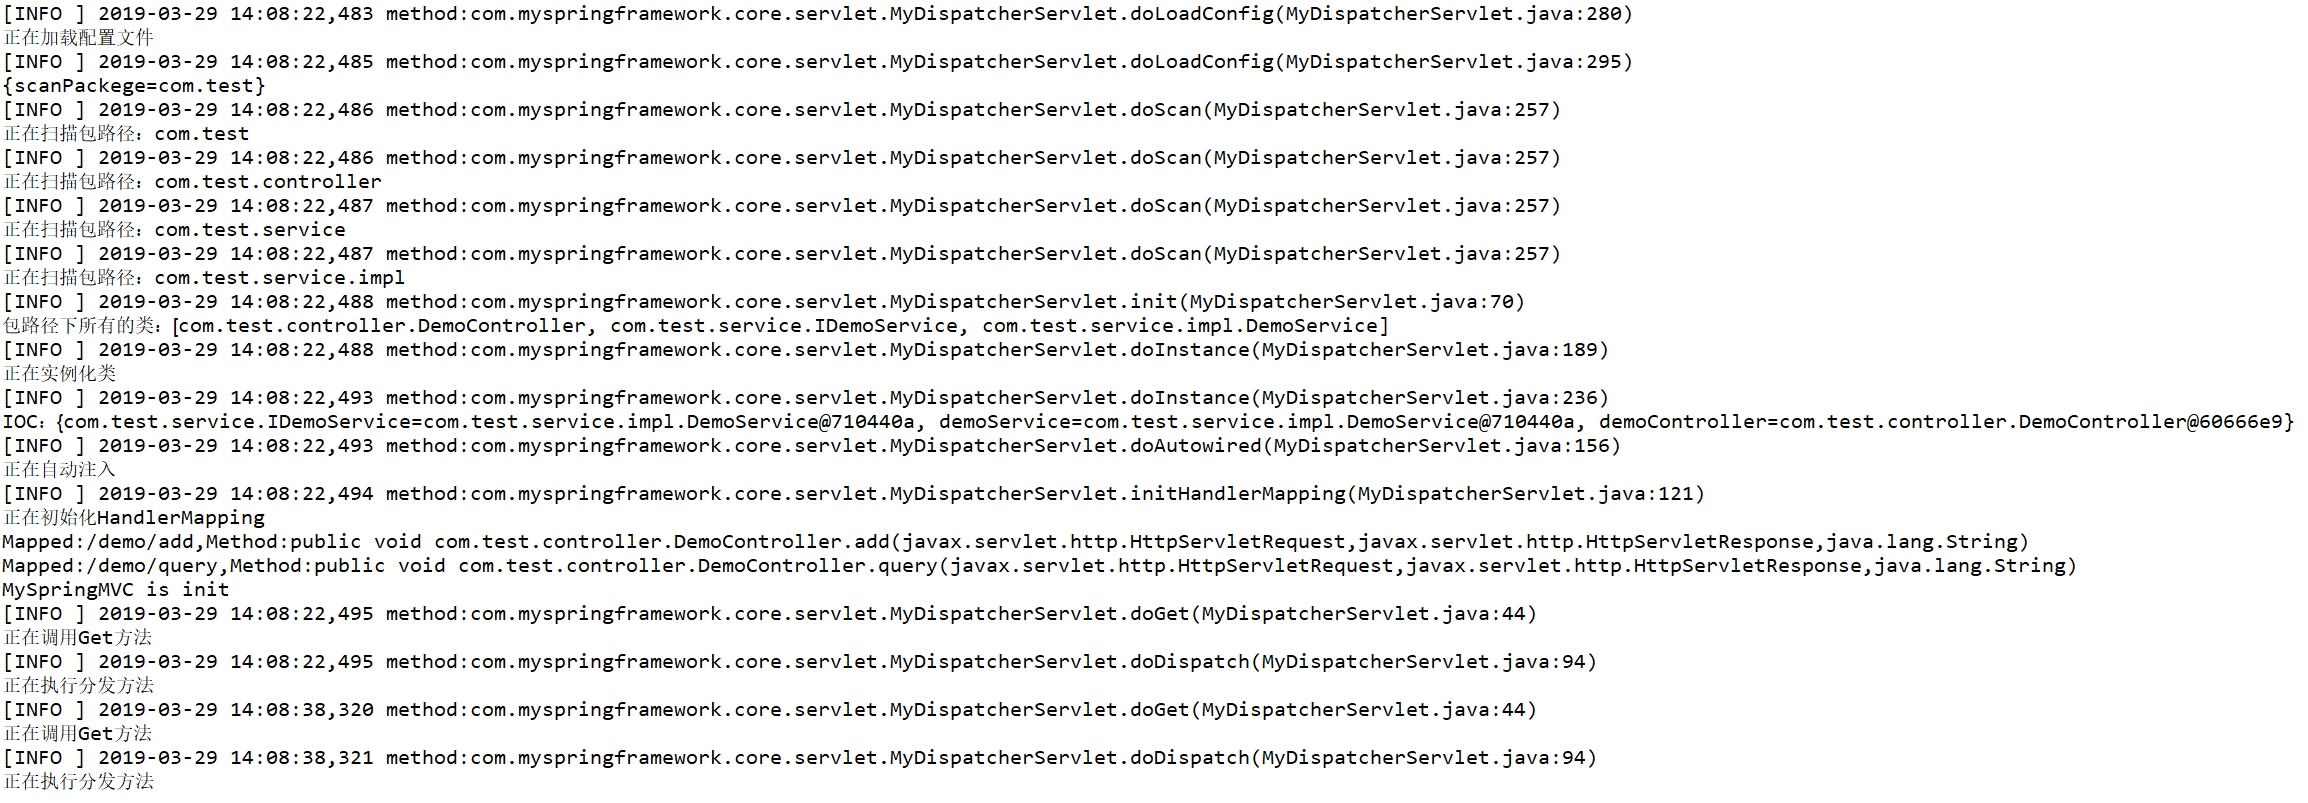 [INFO ] 2019-03-29 14:08:22,483 method:com.myspringframework.core.servlet.MyDispatcherServlet.doLoadConfig(MyDispatcherServlet.java:280)
正在加载配置文件
[INFO ] 2019-03-29 14:08:22,485 method:com.myspringframework.core.servlet.MyDispatcherServlet.doLoadConfig(MyDispatcherServlet.java:295)
{scanPackege=com.test}
[INFO ] 2019-03-29 14:08:22,486 method:com.myspringframework.core.servlet.MyDispatcherServlet.doScan(MyDispatcherServlet.java:257)
正在扫描包路径：com.test
[INFO ] 2019-03-29 14:08:22,486 method:com.myspringframework.core.servlet.MyDispatcherServlet.doScan(MyDispatcherServlet.java:257)
正在扫描包路径：com.test.controller
[INFO ] 2019-03-29 14:08:22,487 method:com.myspringframework.core.servlet.MyDispatcherServlet.doScan(MyDispatcherServlet.java:257)
正在扫描包路径：com.test.service
[INFO ] 2019-03-29 14:08:22,487 method:com.myspringframework.core.servlet.MyDispatcherServlet.doScan(MyDispatcherServlet.java:257)
正在扫描包路径：com.test.service.impl
[INFO ] 2019-03-29 14:08:22,488 method:com.myspringframework.core.servlet.MyDispatcherServlet.init(MyDispatcherServlet.java:70)
包路径下所有的类：[com.test.controller.DemoController, com.test.service.IDemoService, com.test.service.impl.DemoService]
[INFO ] 2019-03-29 14:08:22,488 method:com.myspringframework.core.servlet.MyDispatcherServlet.doInstance(MyDispatcherServlet.java:189)
正在实例化类
[INFO ] 2019-03-29 14:08:22,493 method:com.myspringframework.core.servlet.MyDispatcherServlet.doInstance(MyDispatcherServlet.java:236)
IOC：{com.test.service.IDemoService=com.test.service.impl.DemoService@710440a, demoService=com.test.service.impl.DemoService@710440a, demoController=com.test.controller.DemoController@60666e9}
[INFO ] 2019-03-29 14:08:22,493 method:com.myspringframework.core.servlet.MyDispatcherServlet.doAutowired(MyDispatcherServlet.java:156)
正在自动注入
[INFO ] 2019-03-29 14:08:22,494 method:com.myspringframework.core.servlet.MyDispatcherServlet.initHandlerMapping(MyDispatcherServlet.java:121)
正在初始化HandlerMapping
Mapped:/demo/add,Method:public void com.test.controller.DemoController.add(javax.servlet.http.HttpServletRequest,javax.servlet.http.HttpServletResponse,java.lang.String)
Mapped:/demo/query,Method:public void com.test.controller.DemoController.query(javax.servlet.http.HttpServletRequest,javax.servlet.http.HttpServletResponse,java.lang.String)
MySpringMVC is init
[INFO ] 2019-03-29 14:08:22,495 method:com.myspringframework.core.servlet.MyDispatcherServlet.doGet(MyDispatcherServlet.java:44)
正在调用Get方法
[INFO ] 2019-03-29 14:08:22,495 method:com.myspringframework.core.servlet.MyDispatcherServlet.doDispatch(MyDispatcherServlet.java:94)
正在执行分发方法
[INFO ] 2019-03-29 14:08:38,320 method:com.myspringframework.core.servlet.MyDispatcherServlet.doGet(MyDispatcherServlet.java:44)
正在调用Get方法
[INFO ] 2019-03-29 14:08:38,321 method:com.myspringframework.core.servlet.MyDispatcherServlet.doDispatch(MyDispatcherServlet.java:94)
正在执行分发方法